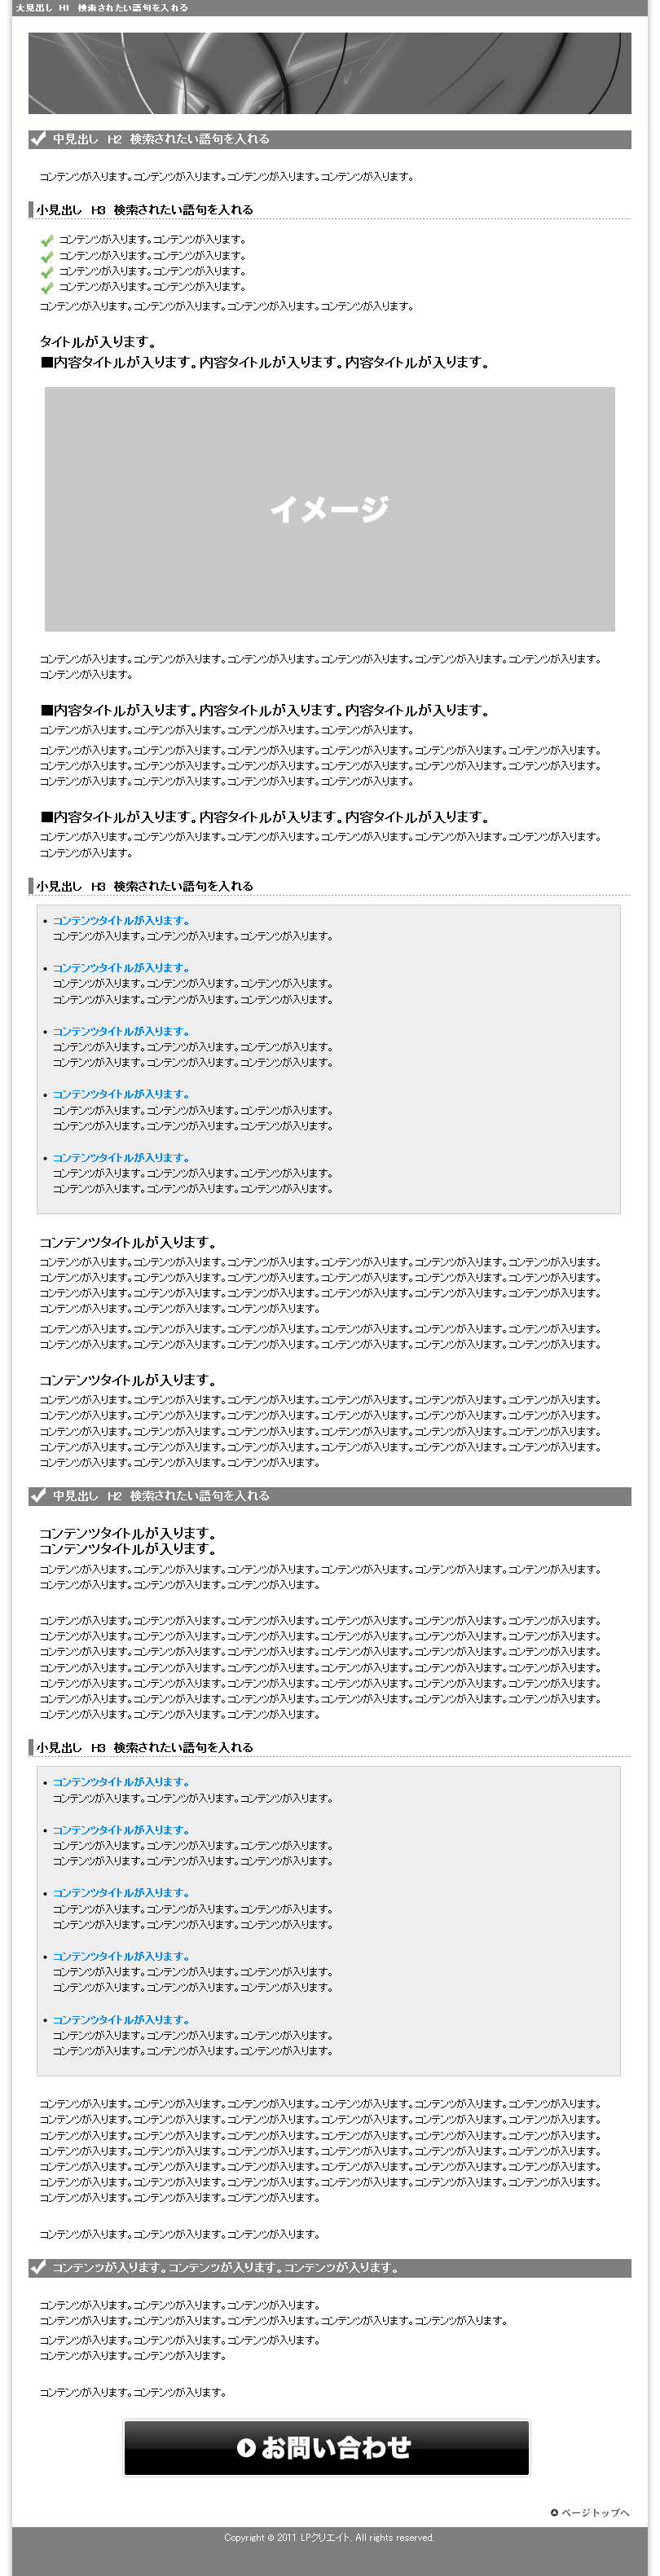 大見出し H1 検索されたい語句を入れる
中見出し H2 検索されたい語句を入れる
コンテンツが入ります。コンテンツが入ります。コンテンツが入ります。コンテンツが入ります。
小見出し H3 検索されたい語句を入れる
コンテンツが入ります。コンテンツが入ります。
コンテンツが入ります。コンテンツが入ります。
コンテンツが入ります。コンテンツが入ります。
コンテンツが入ります。コンテンツが入ります。
コンテンツが入ります。コンテンツが入ります。コンテンツが入ります。コンテンツが入ります。
タイトルが入ります。
■内容タイトルが入ります。内容タイトルが入ります。内容タイトルが入ります。
イメージ
コンテンツが入ります。コンテンツが入ります。コンテンツが入ります。コンテンツが入ります。コンテンツが入ります。コンテンツが入ります。
コンテンツが入ります。
■内容タイトルが入ります。内容タイトルが入ります。内容タイトルが入ります。
コンテンツが入ります。コンテンツが入ります。コンテンツが入ります。コンテンツが入ります。
コンテンツが入ります。コンテンツが入ります。コンテンツが入ります。コンテンツが入ります。コンテンツが入ります。コンテンツが入ります。
コンテンツが入ります。コンテンツが入ります。コンテンツが入ります。コンテンツが入ります。コンテンツが入ります。コンテンツが入ります。
コンテンツが入ります。コンテンツが入ります。コンテンツが入ります。コンテンツが入ります。
■内容タイトルが入ります。内容タイトルが入ります。内容タイトルが入ります。
コンテンツが入ります。コンテンツが入ります。コンテンツが入ります。コンテンツが入ります。コンテンツが入ります。コンテンツが入ります。
コンテンツが入ります。
小見出し H3 検索されたい語句を入れる
• コンテンツタイトルが入ります。
コンテンツが入ります。コンテンツが入ります。コンテンツが入ります。
• コンテンツタイトルが入ります。
コンテンツが入ります。コンテンツが入ります。コンテンツが入ります。
コンテンツが入ります。コンテンツが入ります。コンテンツが入ります。
• コンテンツタイトルが入ります。
コンテンツが入ります。コンテンツが入ります。コンテンツが入ります。
コンテンツが入ります。コンテンツが入ります。コンテンツが入ります。
• コンテンツタイトルが入ります。
コンテンツが入ります。コンテンツが入ります。コンテンツが入ります。
コンテンツが入ります。コンテンツが入ります。コンテンツが入ります。
• コンテンツタイトルが入ります。
コンテンツが入ります。コンテンツが入ります。コンテンツが入ります。
コンテンツが入ります。コンテンツが入ります。コンテンツが入ります。
コンテンツタイトルが入ります。
コンテンツが入ります。コンテンツが入ります。コンテンツが入ります。コンテンツが入ります。コンテンツが入ります。コンテンツが入ります。
コンテンツが入ります。コンテンツが入ります。コンテンツが入ります。コンテンツが入ります。コンテンツが入ります。コンテンツが入ります。
コンテンツが入ります。コンテンツが入ります。コンテンツが入ります。コンテンツが入ります。コンテンツが入ります。コンテンツが入ります。
コンテンツが入ります。コンテンツが入ります。コンテンツが入ります。
コンテンツが入ります。コンテンツが入ります。コンテンツが入ります。コンテンツが入ります。コンテンツが入ります。コンテンツが入ります。
コンテンツが入ります。コンテンツが入ります。コンテンツが入ります。コンテンツが入ります。コンテンツが入ります。コンテンツが入ります。
コンテンツタイトルが入ります。
コンテンツが入ります。コンテンツが入ります。コンテンツが入ります。コンテンツが入ります。コンテンツが入ります。コンテンツが入ります。
コンテンツが入ります。コンテンツが入ります。コンテンツが入ります。コンテンツが入ります。コンテンツが入ります。コンテンツが入ります。
コンテンツが入ります。コンテンツが入ります。コンテンツが入ります。コンテンツが入ります。コンテンツが入ります。コンテンツが入ります。
コンテンツが入ります。コンテンツが入ります。コンテンツが入ります。コンテンツが入ります。コンテンツが入ります。コンテンツが入ります。
コンテンツが入ります。コンテンツが入ります。コンテンツが入ります。
中見出し H2 検索されたい語句を入れる
コンテンツタイトルが入ります。
コンテンツタイトルが入ります。
コンテンツが入ります。コンテンツが入ります。コンテンツが入ります。コンテンツが入ります。コンテンツが入ります。コンテンツが入ります。
コンテンツが入ります。コンテンツが入ります。コンテンツが入ります。
コンテンツが入ります。コンテンツが入ります。コンテンツが入ります。コンテンツが入ります。コンテンツが入ります。コンテンツが入ります。
コンテンツが入ります。コンテンツが入ります。コンテンツが入ります。コンテンツが入ります。コンテンツが入ります。コンテンツが入ります。
コンテンツが入ります。コンテンツが入ります。コンテンツが入ります。コンテンツが入ります。コンテンツが入ります。コンテンツが入ります。
コンテンツが入ります。コンテンツが入ります。コンテンツが入ります。コンテンツが入ります。コンテンツが入ります。コンテンツが入ります。
コンテンツが入ります。コンテンツが入ります。コンテンツが入ります。コンテンツが入ります。コンテンツが入ります。コンテンツが入ります。
コンテンツが入ります。コンテンツが入ります。コンテンツが入ります。コンテンツが入ります。コンテンツが入ります。コンテンツが入ります。
コンテンツが入ります。コンテンツが入ります。コンテンツが入ります。
小見出し H3 検索されたい語句を入れる
• コンテンツタイトルが入ります。
コンテンツが入ります。コンテンツが入ります。コンテンツが入ります。
• コンテンツタイトルが入ります。
コンテンツが入ります。コンテンツが入ります。コンテンツが入ります。
コンテンツが入ります。コンテンツが入ります。コンテンツが入ります。
• コンテンツタイトルが入ります。
コンテンツが入ります。コンテンツが入ります。コンテンツが入ります。
コンテンツが入ります。コンテンツが入ります。コンテンツが入ります。
• コンテンツタイトルが入ります。
コンテンツが入ります。コンテンツが入ります。コンテンツが入ります。
コンテンツが入ります。コンテンツが入ります。コンテンツが入ります。
• コンテンツタイトルが入ります。
コンテンツが入ります。コンテンツが入ります。コンテンツが入ります。
コンテンツが入ります。コンテンツが入ります。コンテンツが入ります。
コンテンツが入ります。コンテンツが入ります。コンテンツが入ります。コンテンツが入ります。コンテンツが入ります。コンテンツが入ります。
コンテンツが入ります。コンテンツが入ります。コンテンツが入ります。コンテンツが入ります。コンテンツが入ります。コンテンツが入ります。
コンテンツが入ります。コンテンツが入ります。コンテンツが入ります。コンテンツが入ります。コンテンツが入ります。コンテンツが入ります。
コンテンツが入ります。コンテンツが入ります。コンテンツが入ります。コンテンツが入ります。コンテンツが入ります。コンテンツが入ります。
コンテンツが入ります。コンテンツが入ります。コンテンツが入ります。コンテンツが入ります。コンテンツが入ります。コンテンツが入ります。
コンテンツが入ります。コンテンツが入ります。コンテンツが入ります。コンテンツが入ります。コンテンツが入ります。コンテンツが入ります。
コンテンツが入ります。コンテンツが入ります。コンテンツが入ります。
コンテンツが入ります。コンテンツが入ります。コンテンツが入ります。
コンテンツが入ります。コンテンツが入ります。コンテンツが入ります。
コンテンツが入ります。コンテンツが入ります。コンテンツが入ります。
コンテンツが入ります。コンテンツが入ります。コンテンツが入ります。コンテンツが入ります。コンテンツが入ります。
コンテンツが入ります。コンテンツが入ります。コンテンツが入ります。
コンテンツが入ります。コンテンツが入ります。
コンテンツが入ります。コンテンツが入ります。
お問い合わせ
ページトップへ
Copyright © 2011 LPクリエイト. All rights reserved.